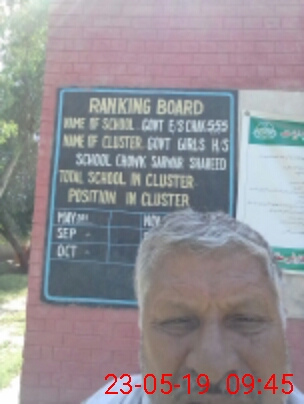 RANKING BOARD
NAME OF SCHOOL GOVT E/S CHAK 555
NAME OF CLUSTER GOVT GIRLS H/S
SCHOOL CHOWK SARWAR SHAHEED
TOTAL SCHOOL IN CLUSTER
POSITION IN CLUSTER
MAY
SEP -
OCT -
23-05-19 09:45